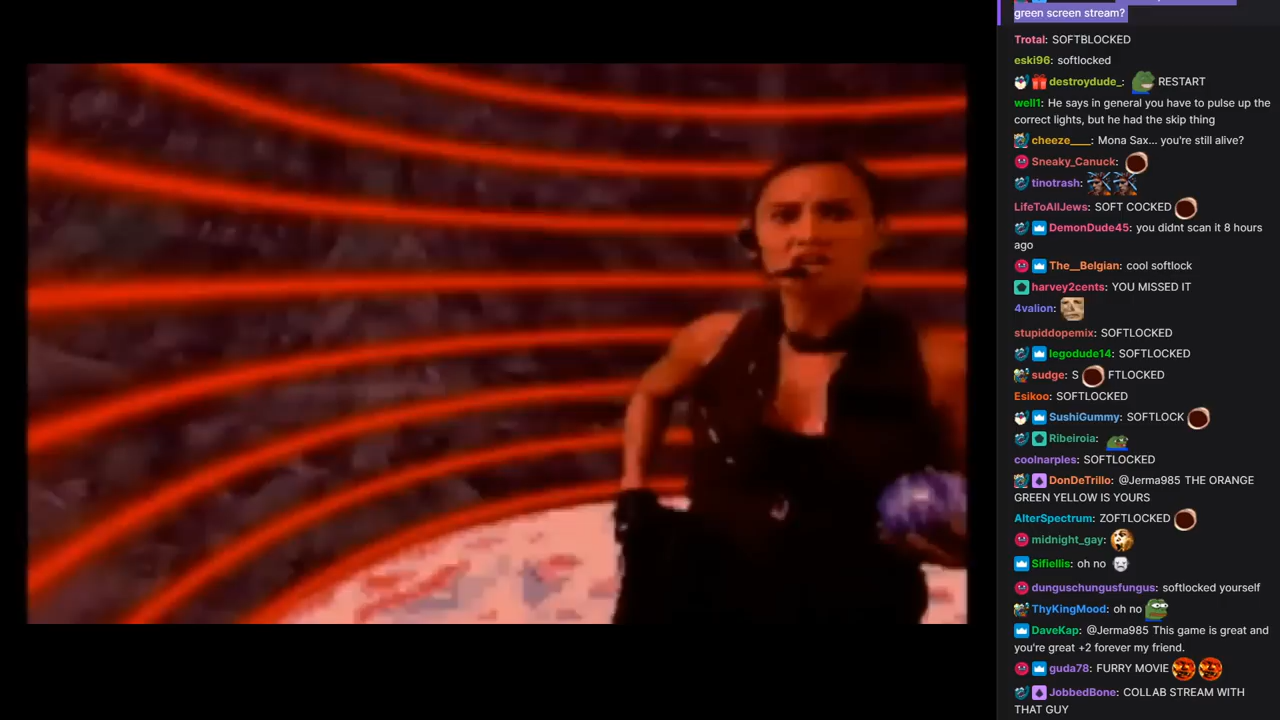 green screen stream?
Trotal: SOFTBLOCKED
eski96: softlocked
destroydude_: RESTART
well1: He says in general you have to pulse up the
correct lights, but he had the skip thing
cheeze____: Mona Sax... you're still alive?
Sneaky_Canuck:
tinotrash:
LifeToAllJews: SOFT COCKED
DemonDude45: you didnt scan it 8 hours
ago
The__Belgian: cool softlock
harvey2cents: YOU MISSED IT
4valion:
stupiddopemix: SOFTLOCKED
legodude14: SOFTLOCKED
sudge: S FTLOCKED
Esikoo: SOFTLOCKED
SushiGummy: SOFTLOCK
Ribeiroia:
coolnarples: SOFTLOCKED
DonDeTrillo: @Jerma985 THE ORANGE
GREEN YELLOW IS YOURS
AlterSpectrum: ZOFTLOCKED
midnight_gay:
Sifiellis: oh no
dunguschungusfungus: softlocked yourself
ThyKingMood: oh no
DaveKap: @Jerma985 This game is great and
you're great +2 forever my friend.
guda78: FURRY MOVIE
JobbedBone: COLLAB STREAM WITH
THAT GUY